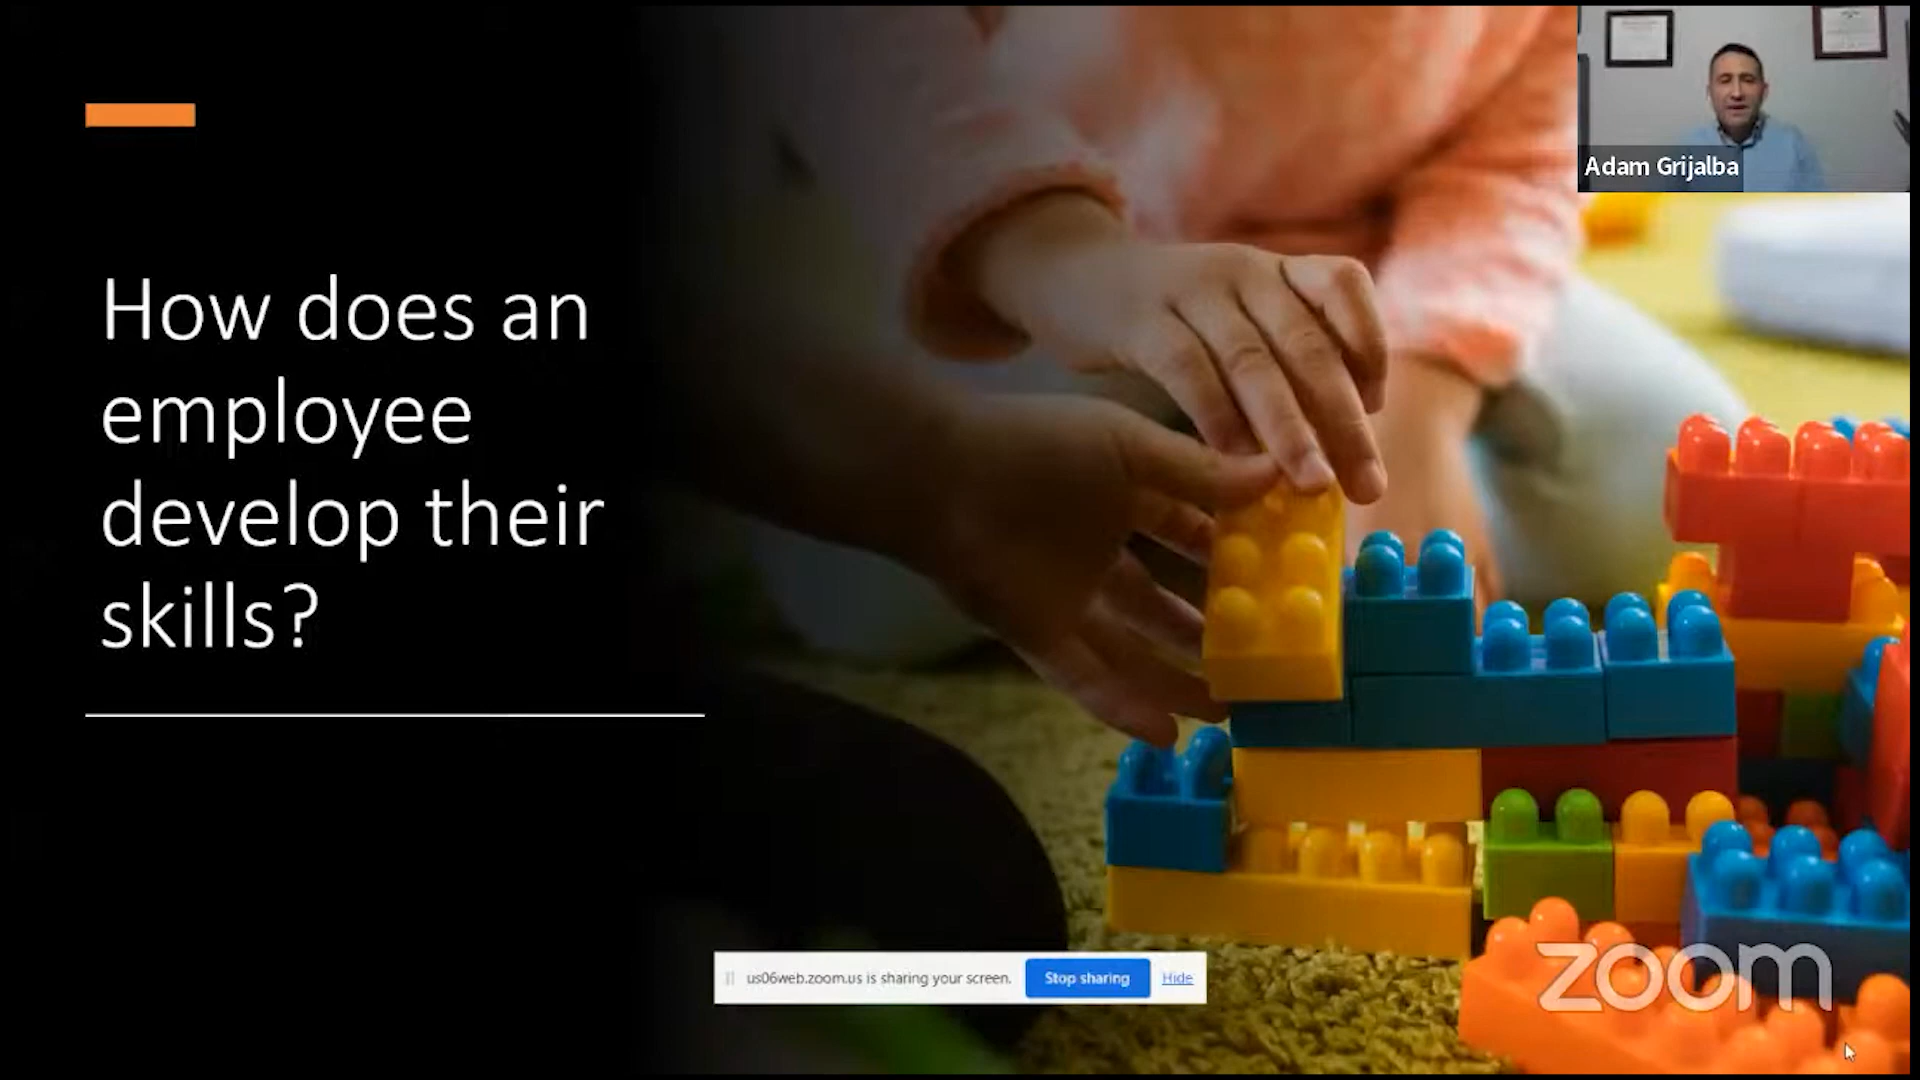 Adam Grijalba
How does an
employee
develop their
skills?
us06web.zoom.us is sharing your screen.
Stop sharing
Hide
zoom